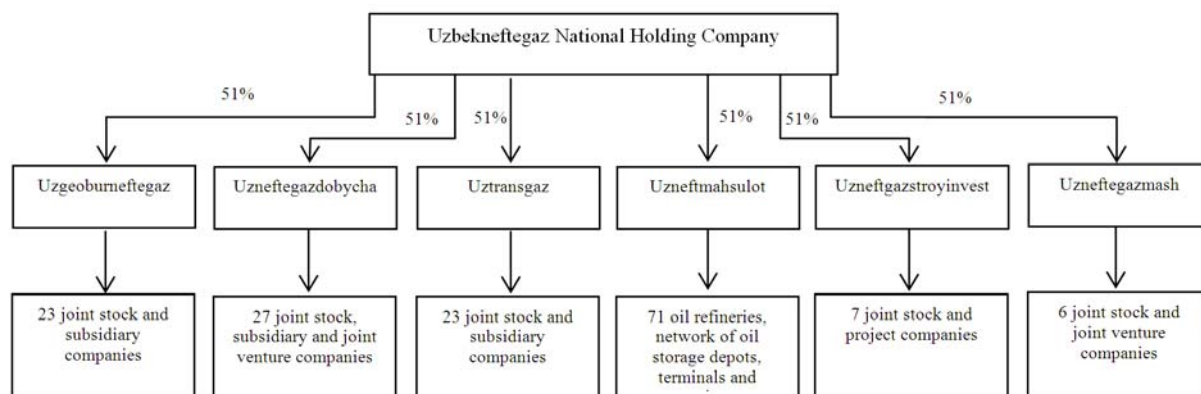 Uzbekneftegaz National Holding Company
51%
51%
51%
51%
51%
51%
Uzgeoburneftegaz
Uzneftegazdobycha
Uztransgaz
Uzneftmahsulot
Uzneftgazstroyinvest
Uzneftegazmash
23 joint stock and
subsidiary
companies
27 joint stock,
subsidiary and joint
venture companies
23 joint stock and
subsidiary
companies
71 oil refineries,
network of oil
storage depots,
terminals and
7 joint stock and
project companies
6 joint stock and
joint venture
companies